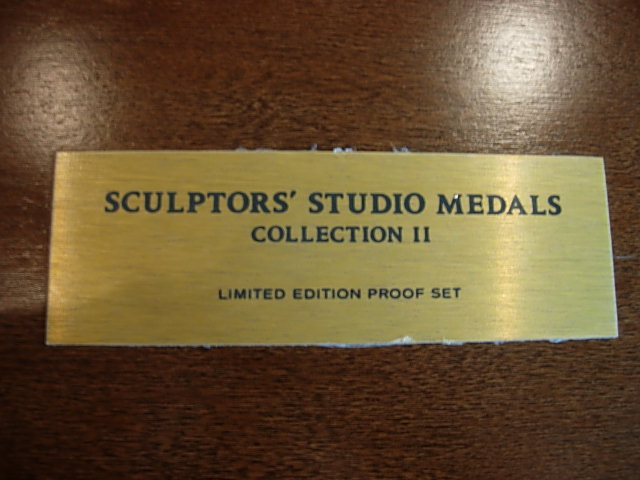 SCULPTORS' STUDIO MEDALS
COLLECTION II
LIMITED EDITION PROOF SET